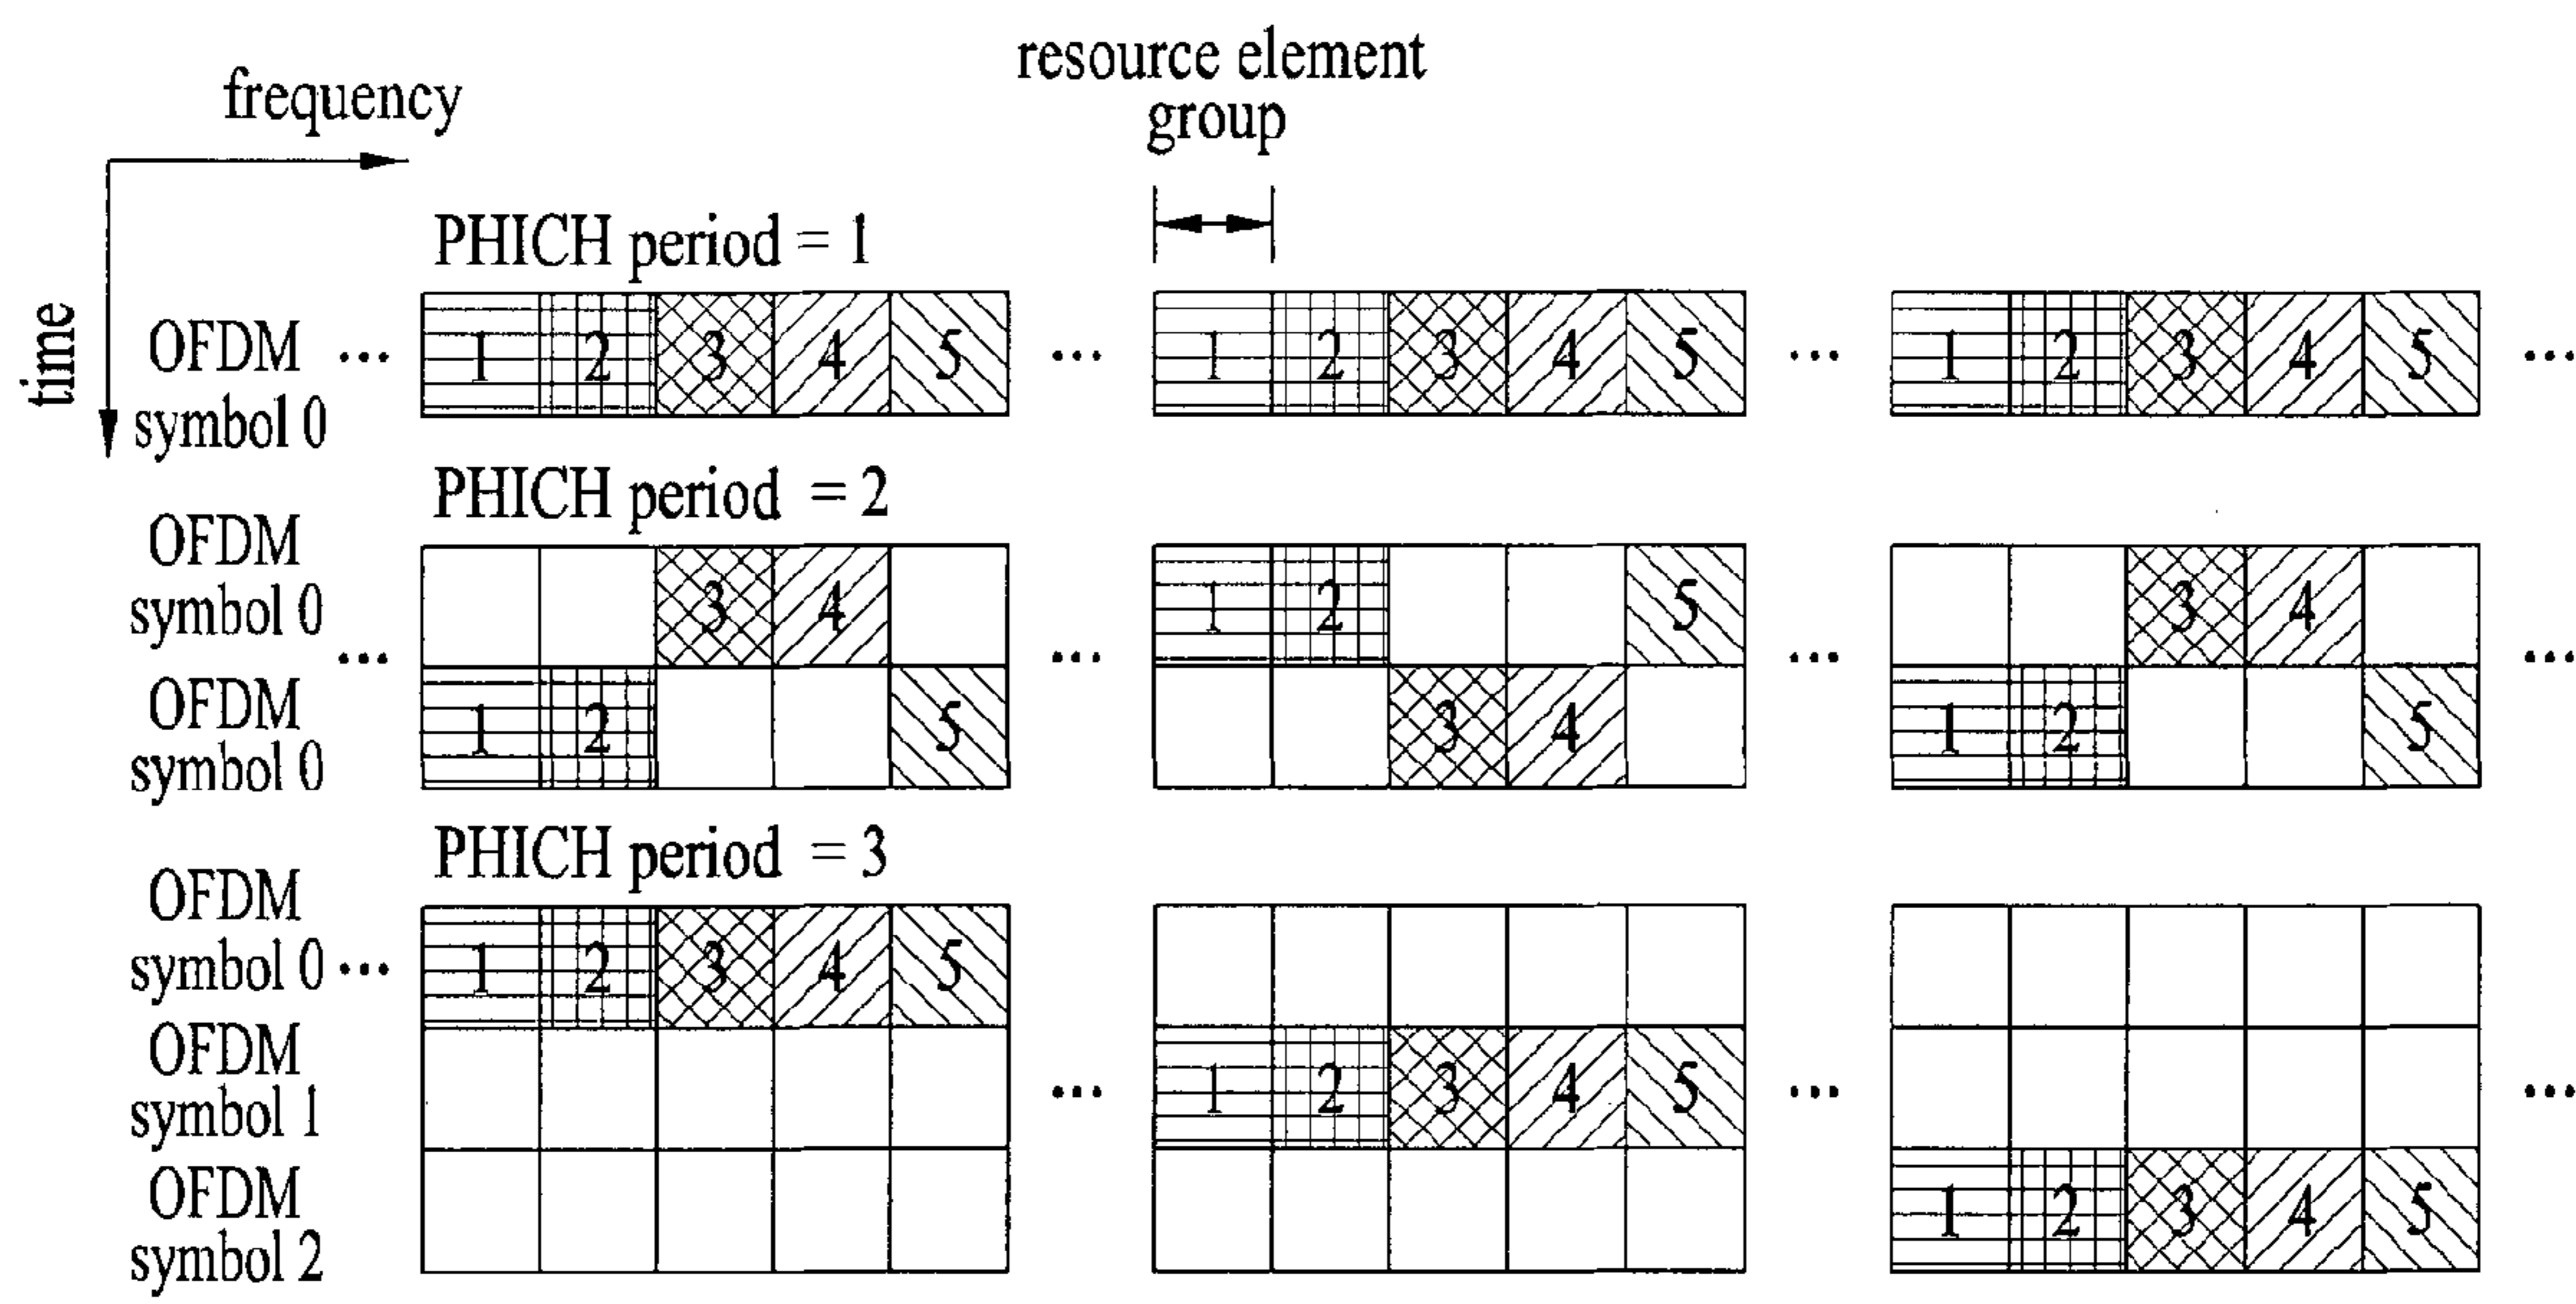 resource element
group
frequency
time
PHICH period = 1
OFDM
symbol 0
... 1 2 3 4 5 ... 1 2 3 4 5 ... 1 2 3 4 5 ...
PHICH period = 2
OFDM
symbol 0
3 4 1 2 5 3 4
... ... ... ...
OFDM
symbol 0
1 2 5 3 4 1 2 5
PHICH period = 3
OFDM
symbol 0 ... 1 2 3 4 5
OFDM
symbol 1
... 1 2 3 4 5 ... ...
OFDM
symbol 2
1 2 3 4 5